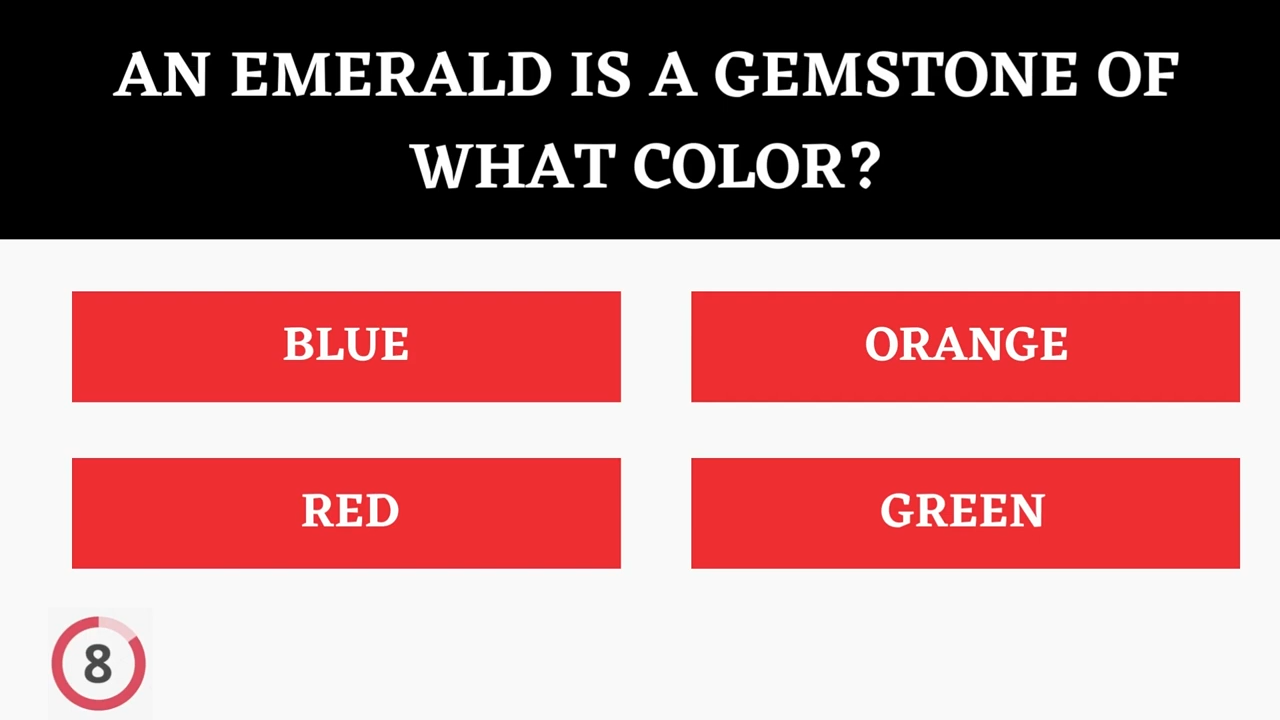 AN EMERALD IS A GEMSTONE OF
WHAT COLOR?
BLUE
ORANGE
RED
GREEN
8